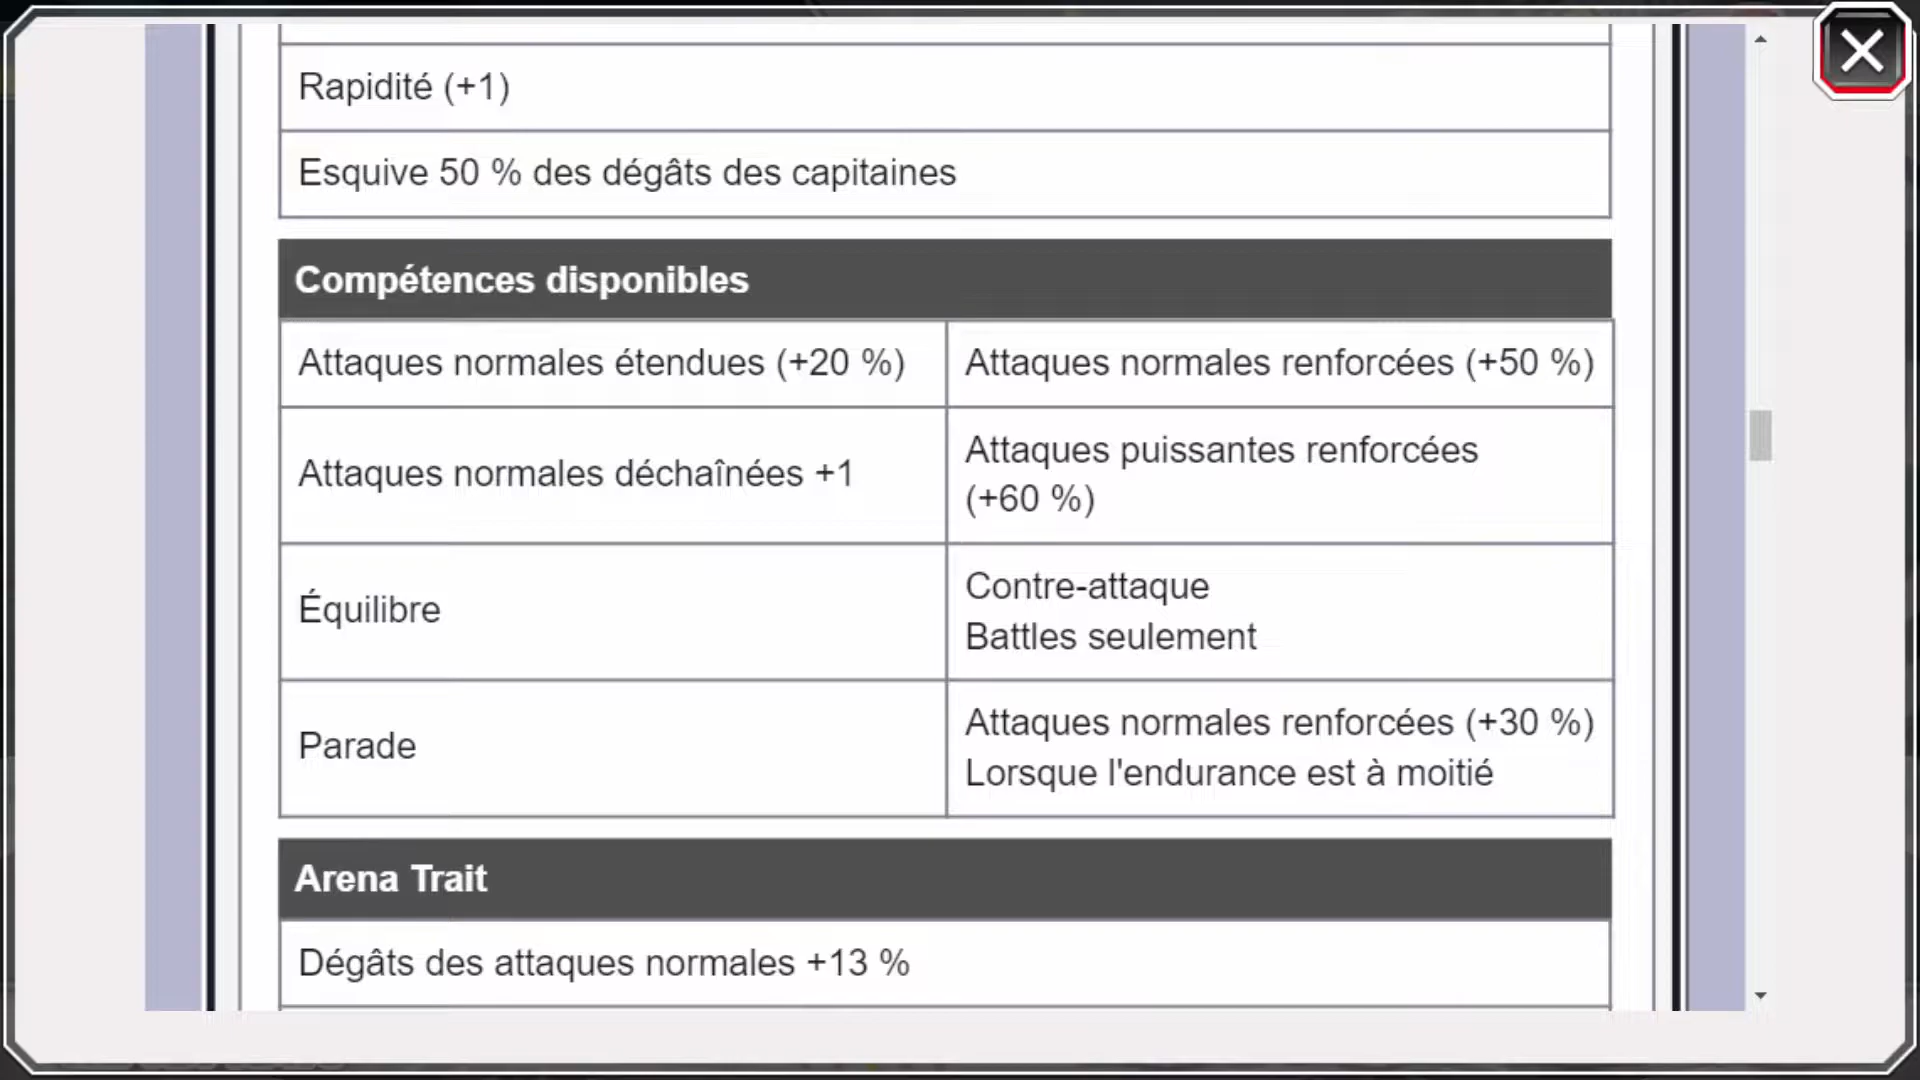 Rapidité (+1)
Esquive 50 % des dégâts des capitaines
Compétences disponibles
Attaques normales étendues (+20 %)
Attaques normales renforcées (+50 %)
Attaques normales déchaînées +1
Attaques puissantes renforcées
(+60 %)
Équilibre
Contre-attaque
Battles seulement
Parade
Attaques normales renforcées (+30 %)
Lorsque l'endurance est à moitié
Arena Trait
Dégâts des attaques normales +13 %